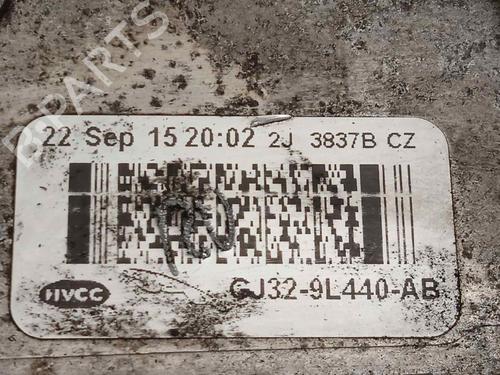 B-PARTS
22 Sep 15 20:02 2J 3837B CZ
HVCC
GJ32-9L440-AB